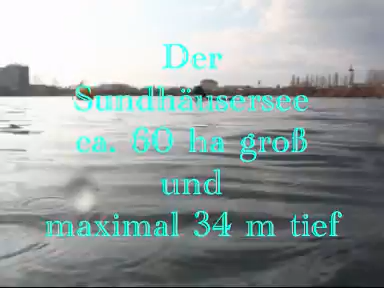 Der
Sundhäusersee
ca. 60 ha groß
und
maximal 34 m tief